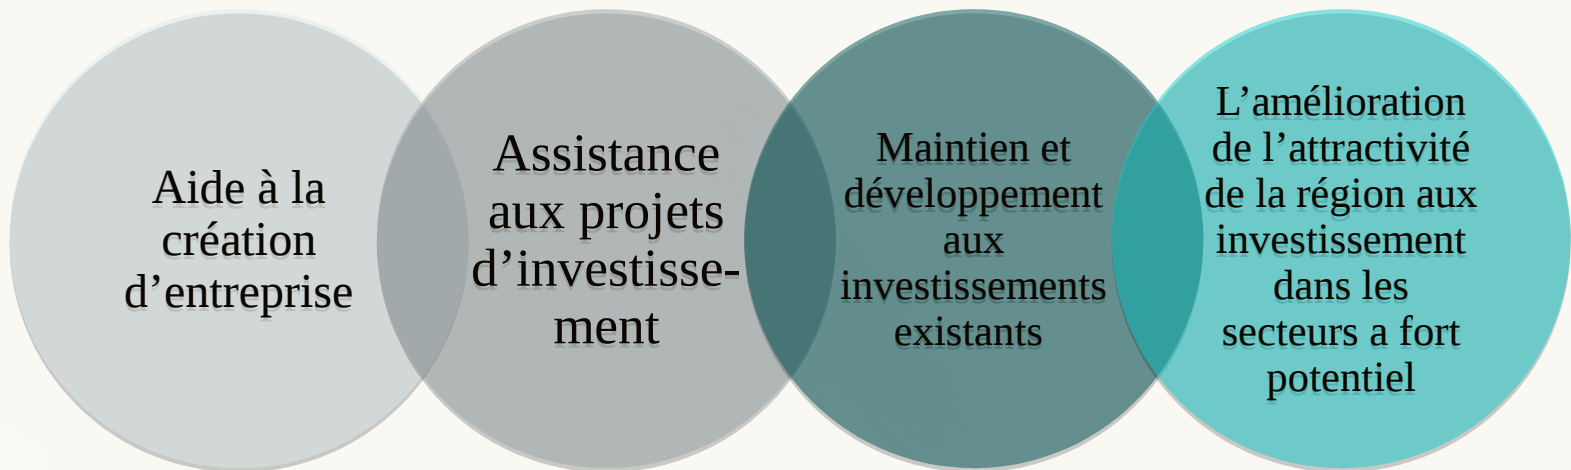 Aide à la
création
d’entreprise
Assistance
aux projets
d’investisse-
ment
Maintien et
développement
aux
investissements
existants
L’amélioration
de l’attractivité
de la région aux
investissement
dans les
secteurs a fort
potentiel